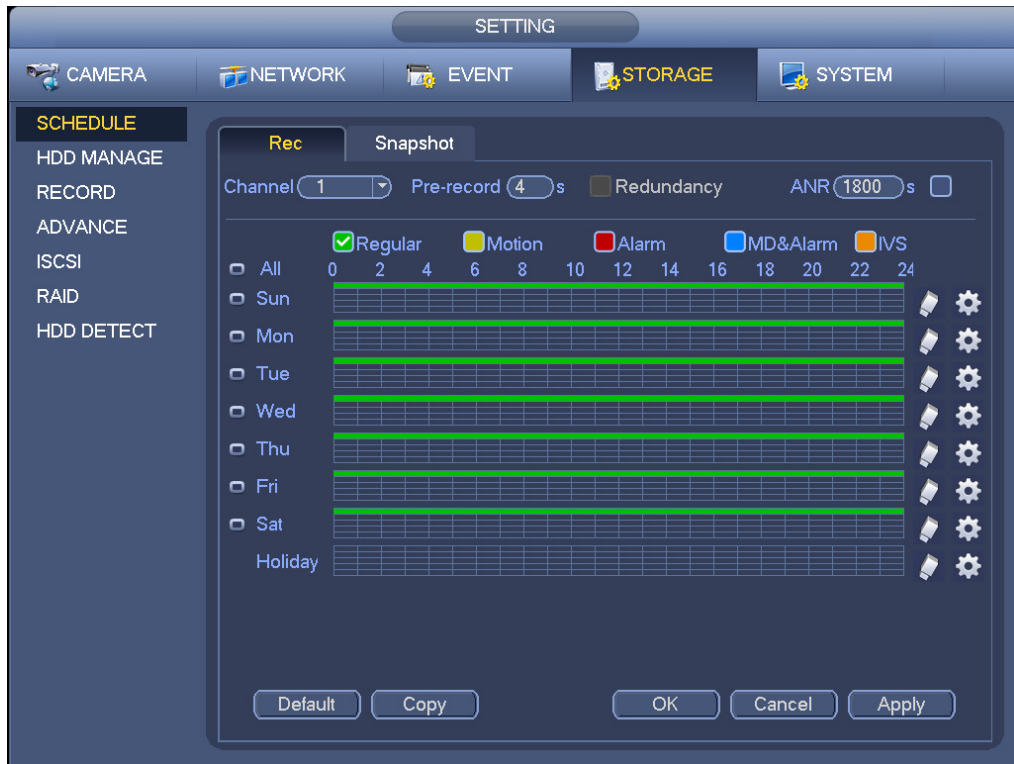 SETTING
CAMERA NETWORK EVENT STORAGE SYSTEM
SCHEDULE
HDD MANAGE
RECORD
ADVANCE
ISCSI
RAID
HDD DETECT
Rec Snapshot
Channel 1 Pre-record 4 s Redundancy ANR 1800 s
Regular Motion Alarm MD&Alarm IVS
All 0 2 4 6 8 10 12 14 16 18 20 22 24
Sun
Mon
Tue
Wed
Thu
Fri
Sat
Holiday
Default Copy OK Cancel Apply